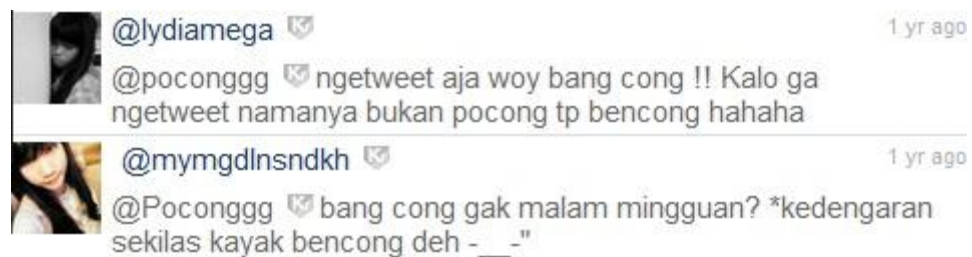 @lydiamega 1 yr ago
@poconggg ngetweet aja woy bang cong !! Kalo ga
ngetweet namanya bukan pocong tp bencong hahaha
@mymgdlnsndkh 1 yr ago
@Poconggg bang cong gak malam mingguan? *kedengaran
sekilas kayak bencong deh -__-"